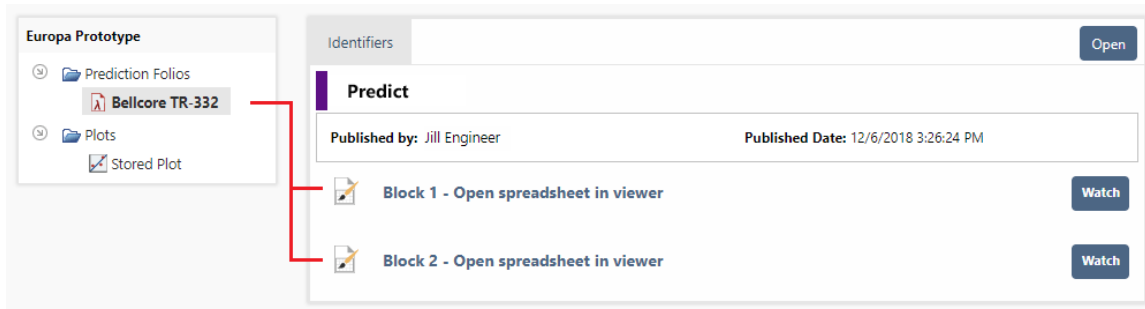 Europa Prototype
Prediction Folios
λ Bellcore TR-332
Plots
Stored Plot
Identifiers
Open
Predict
Published by: Jill Engineer Published Date: 12/6/2018 3:26:24 PM
Block 1 - Open spreadsheet in viewer Watch
Block 2 - Open spreadsheet in viewer Watch